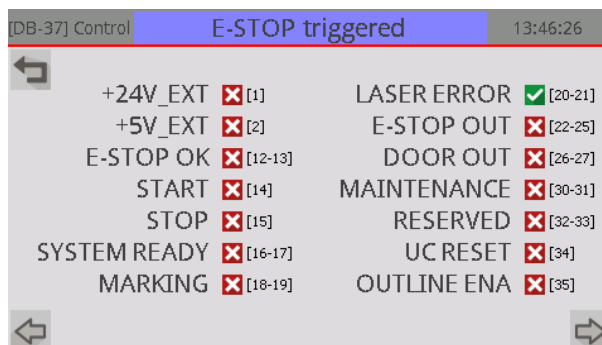 [DB-37] Control E-STOP triggered 13:46:26
+24V_EXT [1] LASER ERROR [20-21]
+5V_EXT [2] E-STOP OUT [22-25]
E-STOP OK [12-13] DOOR OUT [26-27]
START [14] MAINTENANCE [30-31]
STOP [15] RESERVED [32-33]
SYSTEM READY [16-17] UC RESET [34]
MARKING [18-19] OUTLINE ENA [35]